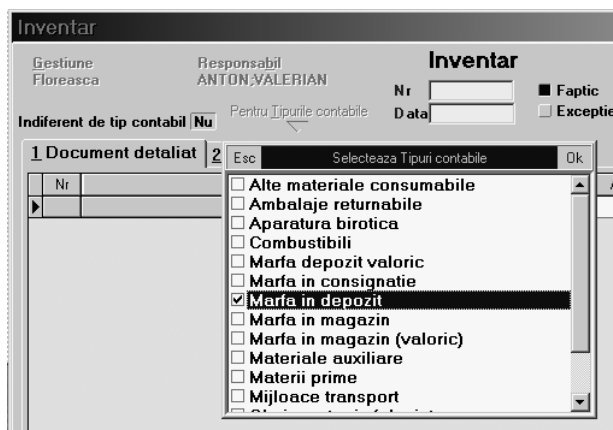 Inventar
Gestiune
Responsabil
Inventar
Floreasca
ANTON;VALERIAN
Nr
Faptic
Indiferent de tip contabil Nu
Pentru Tipurile contabile
Data
Exceptie
1 Document detaliat
2
Esc
Selecteaza Tipuri contabile
Ok
Nr
Alte materiale consumabile
Ambalaje returnabile
Aparatura birotica
Combustibili
Marfa depozit valoric
Marfa in consignatie
Marfa in depozit
Marfa in magazin
Marfa in magazin (valoric)
Materiale auxiliare
Materii prime
Mijloace transport